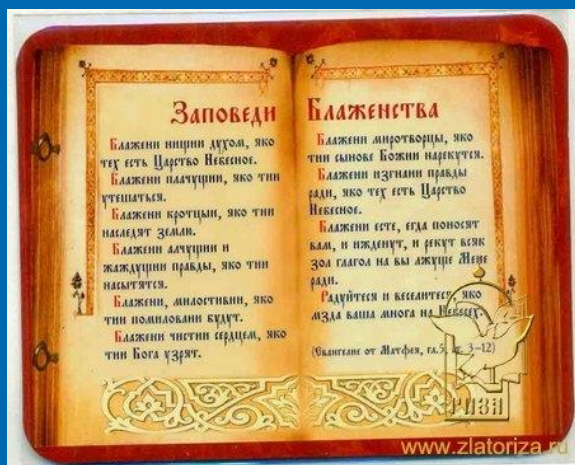 Заповеди
Блажени нищии духом, яко
тех есть Царство Небесное.
Блажени плачущии, яко тии
утешаться.
Блажени кротцыи, яко тии
наследят землю.
Блажени алчущии и
жаждущии правды, яко тии
насытятся.
Блажени, милостивии, яко
тии помиловани будут.
Блажени чистии сердцем, яко
тии Бога узрят.
Блаженства
Блажени миротворцы, яко
тии сынове Божии нарекутся.
Блажени изгнани правды
ради, яко тех есть Царство
Небесное.
Блажени есте, егда поносят
вам, и ижденут, и рекут всяк
зол глагол на вы лжуще Мене
ради.
Радуйтеся и веселитеся, яко
мзда ваша многа на Небесех.
(Евангелие от Матфея, гл.5, ст. 3–12)
РИЗА
www.zlatoriza.ru